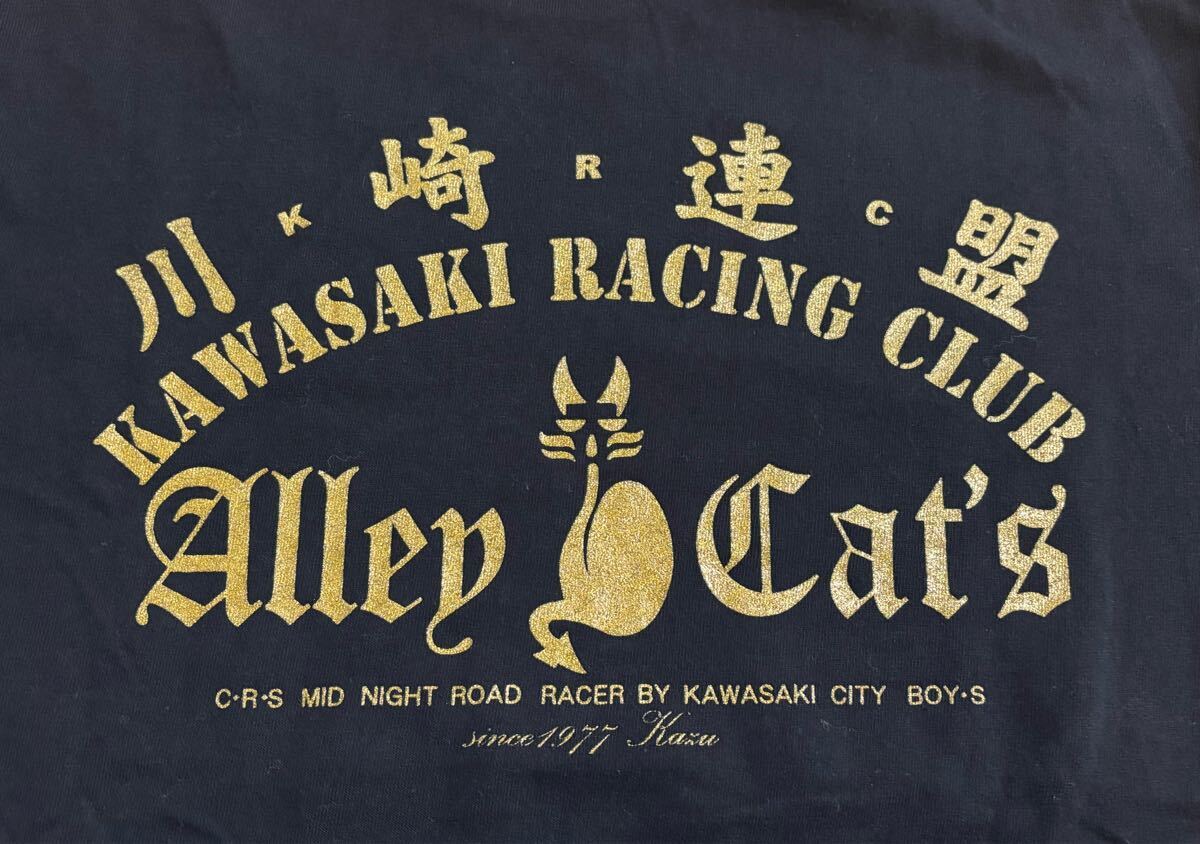 川崎連盟
K R C
KAWASAKI RACING CLUB
Alley Cat's
C・R・S MID NIGHT ROAD RACER BY KAWASAKI CITY BOY・S
since1977 Kazu